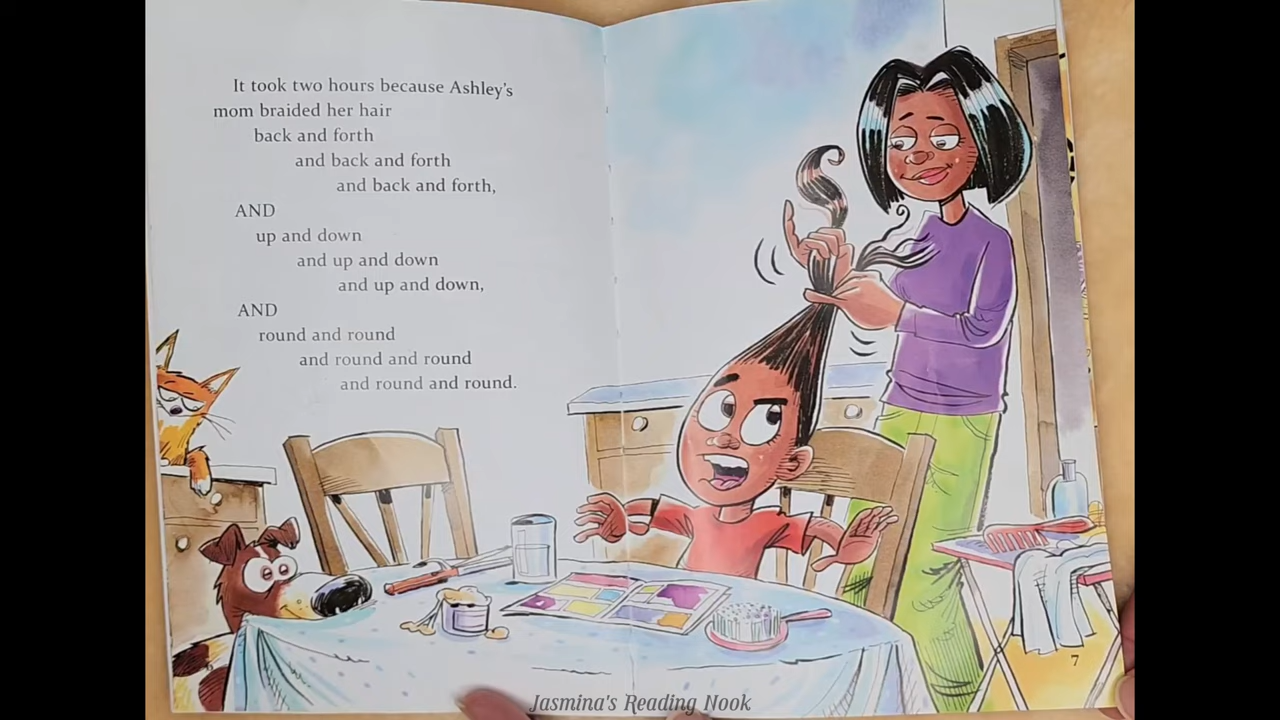 It took two hours because Ashley's
mom braided her hair
back and forth
and back and forth
and back and forth,
AND
up and down
and up and down
and up and down,
AND
round and round
and round and round
and round and round.
7
Jasmina's Reading Nook